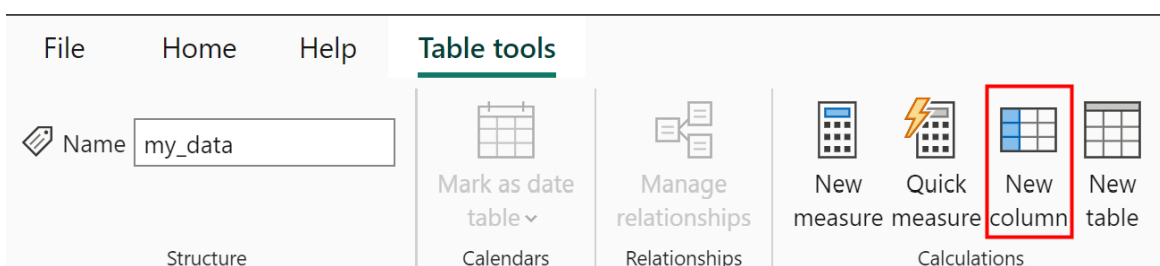 File Home Help Table tools
Name my_data
Mark as date
table
Manage
relationships
New
measure
Quick
measure
New
column
New
table
Structure Calendars Relationships Calculations